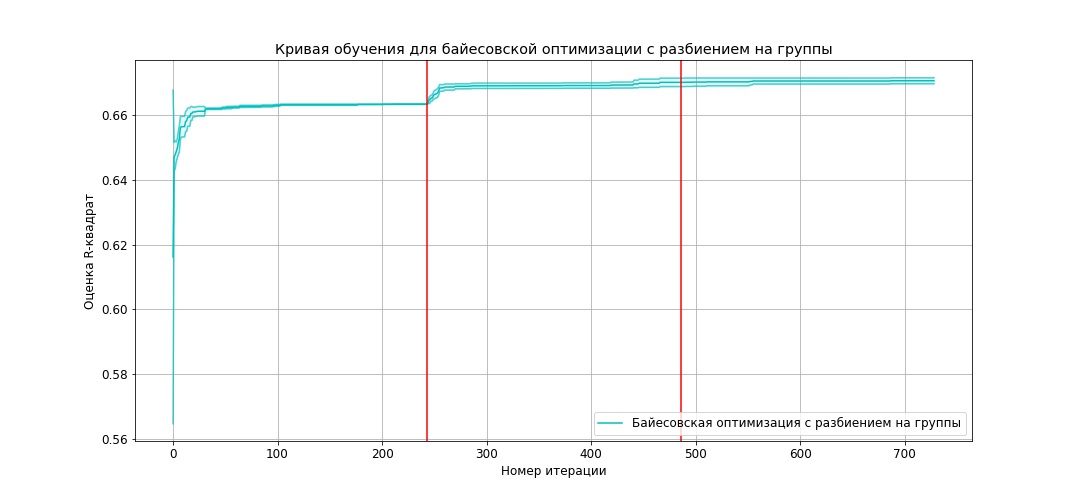 Кривая обучения для байесовской оптимизации с разбиением на группы
Оценка R-квадрат
0.66
0.64
0.62
0.60
0.58
0.56
Байесовская оптимизация с разбиением на группы
0 100 200 300 400 500 600 700
Номер итерации